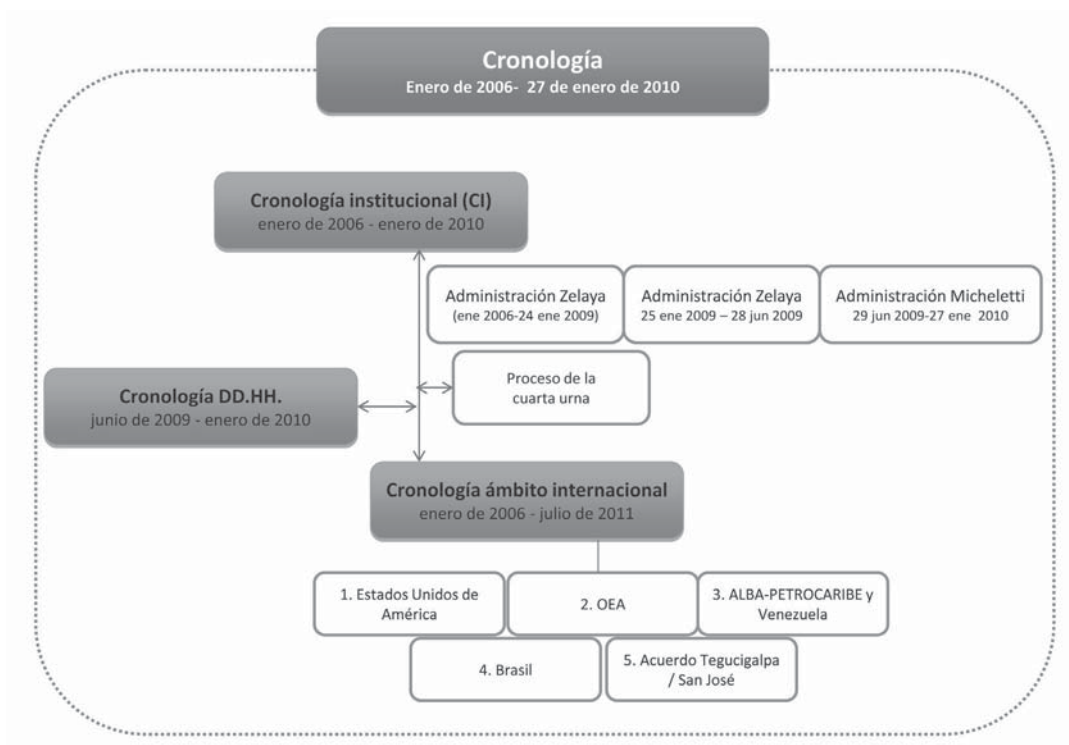 Cronología
Enero de 2006-  27 de enero de 2010
Cronología institucional (CI)
enero de 2006 - enero de 2010
Administración Zelaya
(ene 2006-24 ene 2009)
Administración Zelaya
25 ene 2009 – 28 jun 2009
Administración Micheletti
29 jun 2009-27 ene  2010
Proceso de la
cuarta urna
Cronología DD.HH.
junio de 2009 - enero de 2010
Cronología ámbito internacional
enero de 2006 - julio de 2011
1. Estados Unidos de
América
2. OEA
3. ALBA-PETROCARIBE y
Venezuela
4. Brasil
5. Acuerdo Tegucigalpa
/ San José